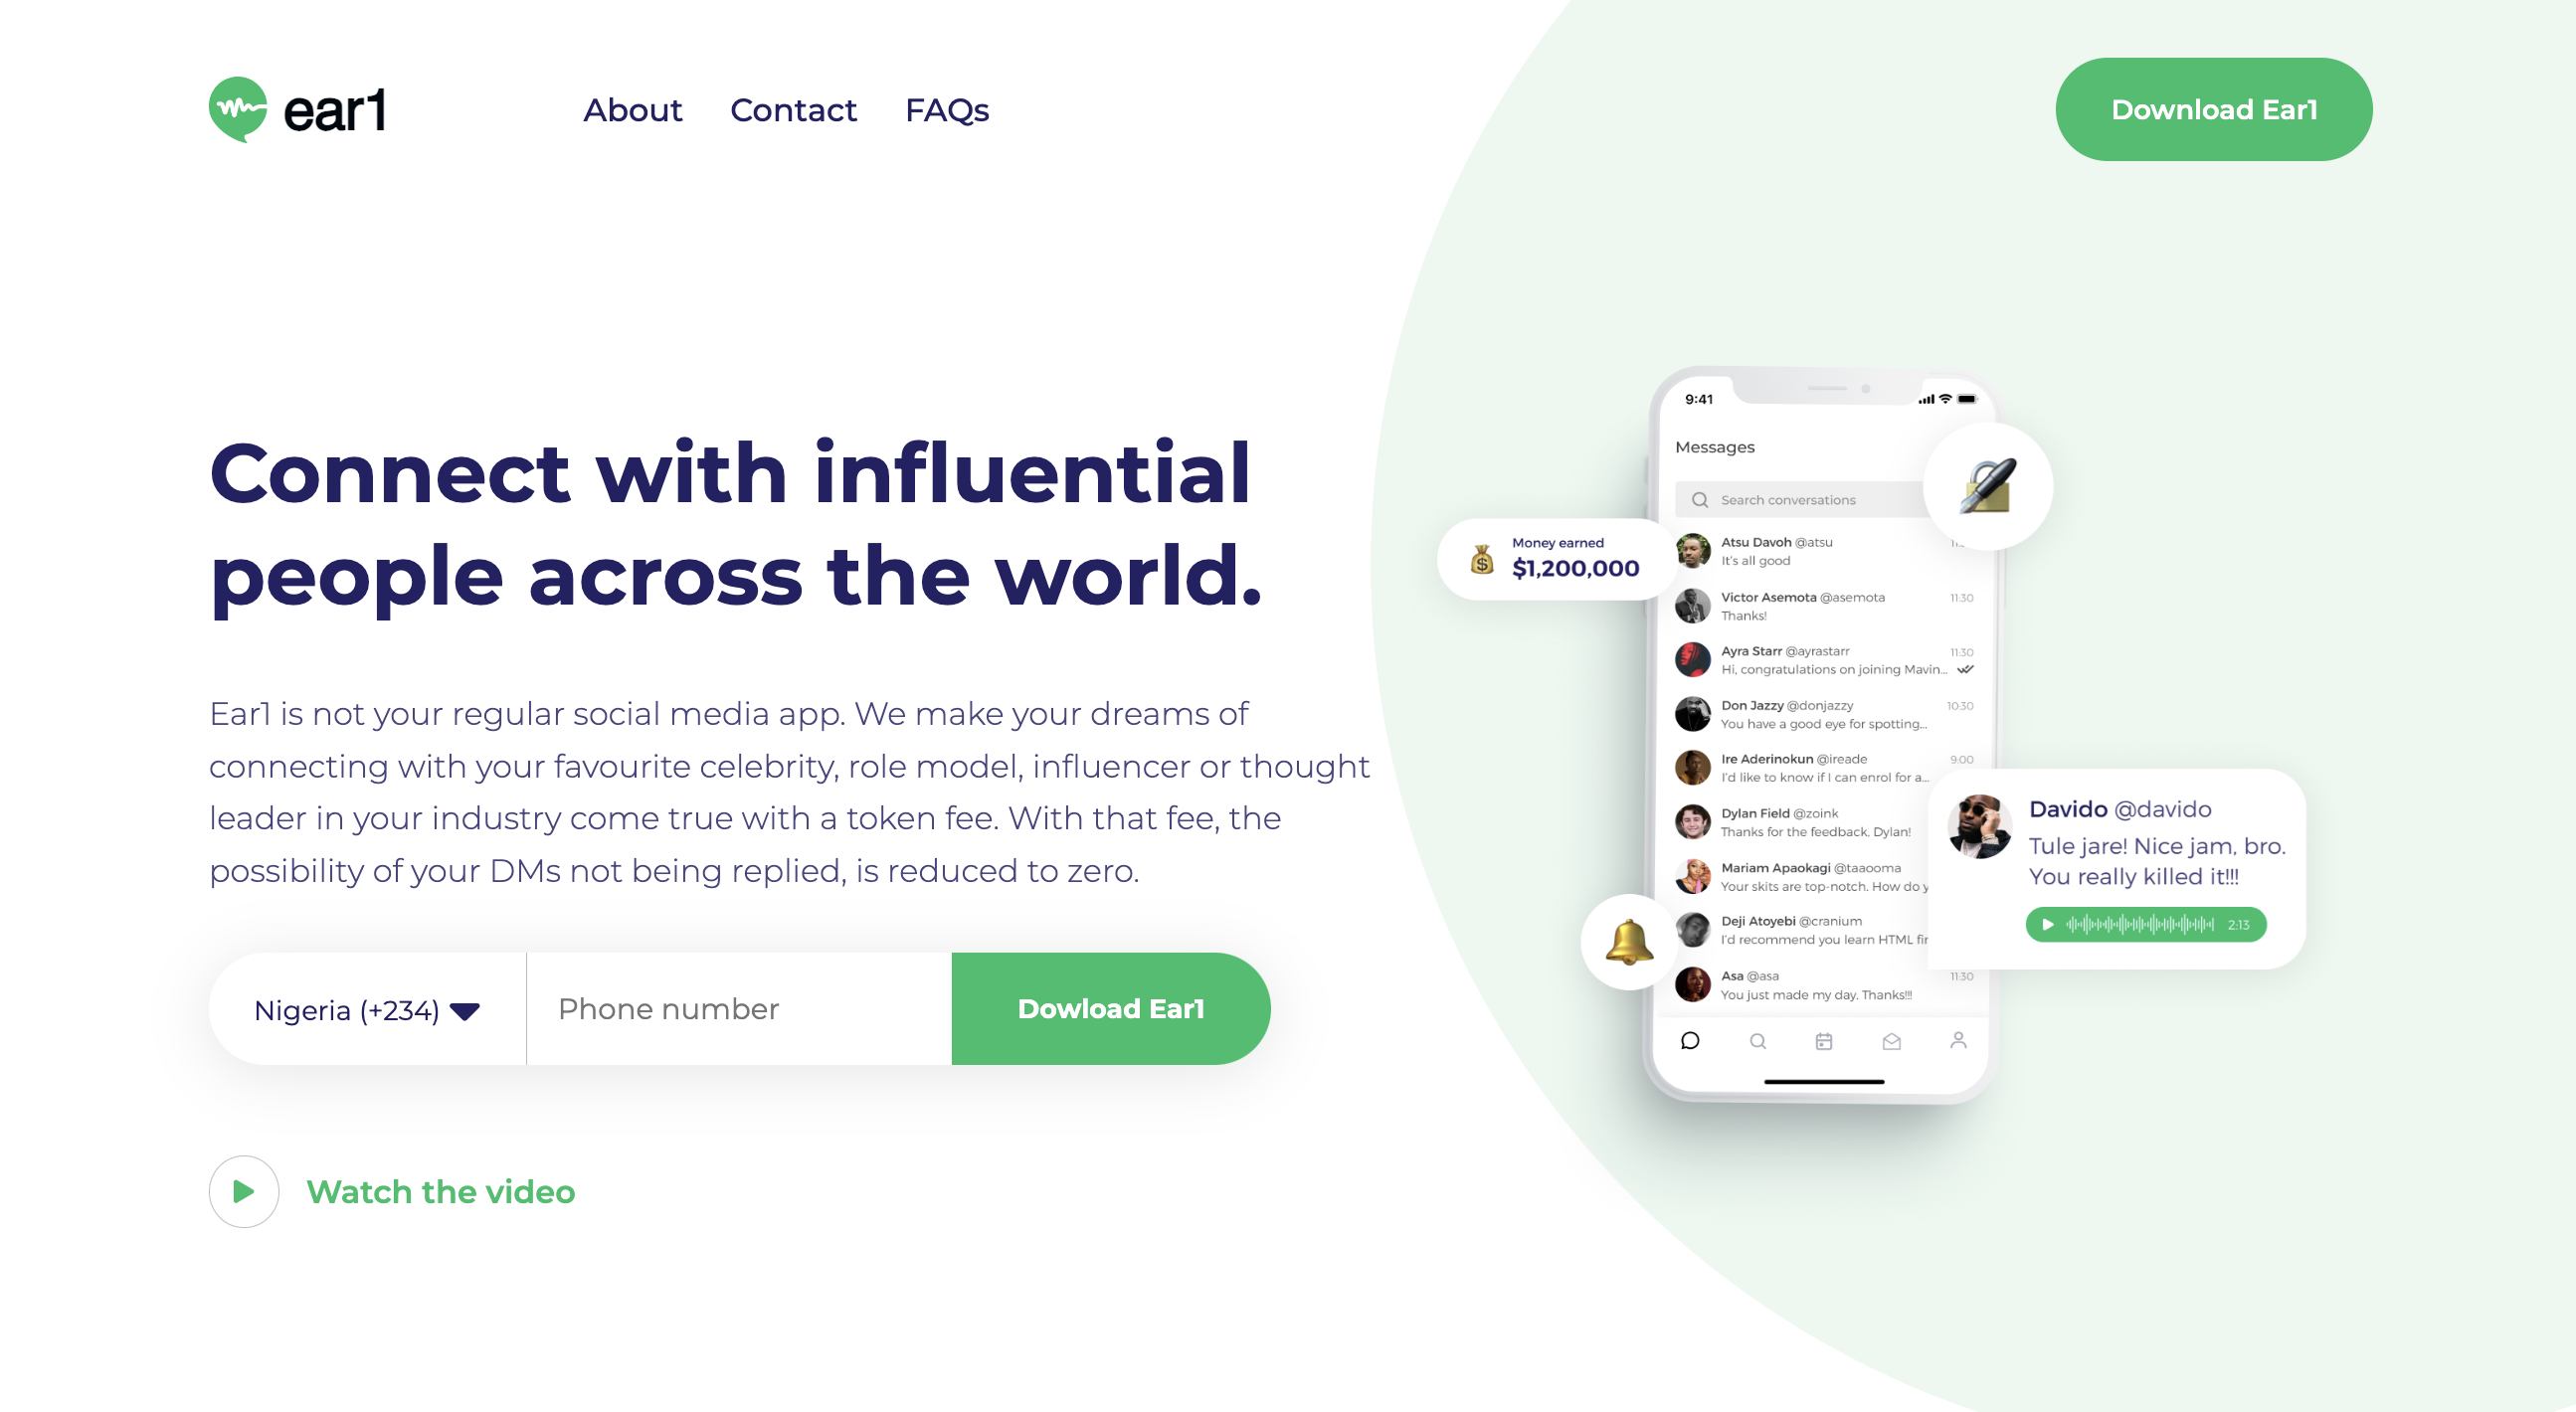 ear1
About Contact FAQs
Download Ear1
Connect with influential
people across the world.
Ear1 is not your regular social media app. We make your dreams of
connecting with your favourite celebrity, role model, influencer or thought
leader in your industry come true with a token fee. With that fee, the
possibility of your DMs not being replied, is reduced to zero.
Nigeria (+234)
Phone number
Dowload Ear1
Watch the video
9:41
Messages
Search conversations
Money earned
$1,200,000
Atsu Davoh @atsu
It's all good
Victor Asemota @asemota 11:30
Thanks!
Ayra Starr @ayrastarr 11:30
Hi, congratulations on joining Mavin...
Don Jazzy @donjazzy 10:30
You have a good eye for spotting...
Ire Aderinokun @ireade 9:00
I'd like to know if I can enrol for a...
Dylan Field @zoink
Thanks for the feedback, Dylan!
Mariam Apaokagi @taaooma
Your skits are top-notch. How do y
Deji Atoyebi @cranium
I'd recommend you learn HTML fir
Asa @asa 11:30
You just made my day. Thanks!!!
Davido @davido
Tule jare! Nice jam, bro.
You really killed it!!!
2:13